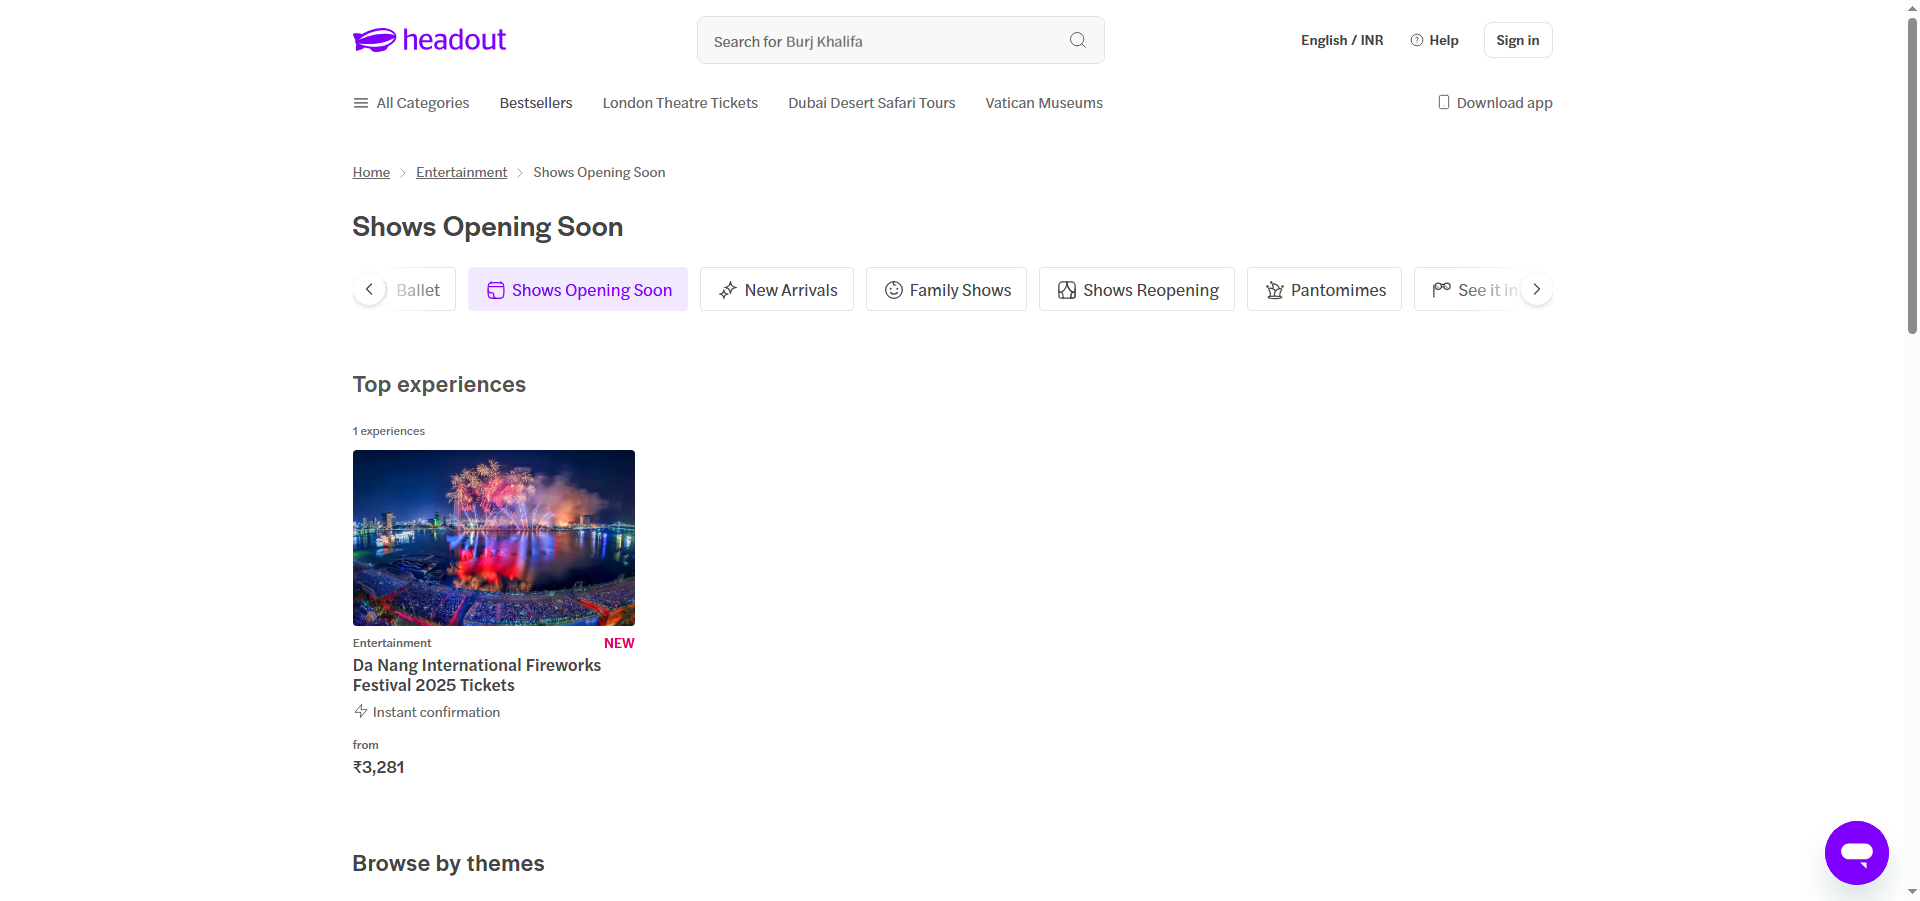 headout
Search for Burj Khalifa
English / INR
Help
Sign in
All Categories
Bestsellers
London Theatre Tickets
Dubai Desert Safari Tours
Vatican Museums
Download app
Home > Entertainment > Shows Opening Soon
Shows Opening Soon
Ballet
Shows Opening Soon
New Arrivals
Family Shows
Shows Reopening
Pantomimes
See it in
Top experiences
1 experiences
Entertainment
NEW
Da Nang International Fireworks
Festival 2025 Tickets
Instant confirmation
from
₹3,281
Browse by themes